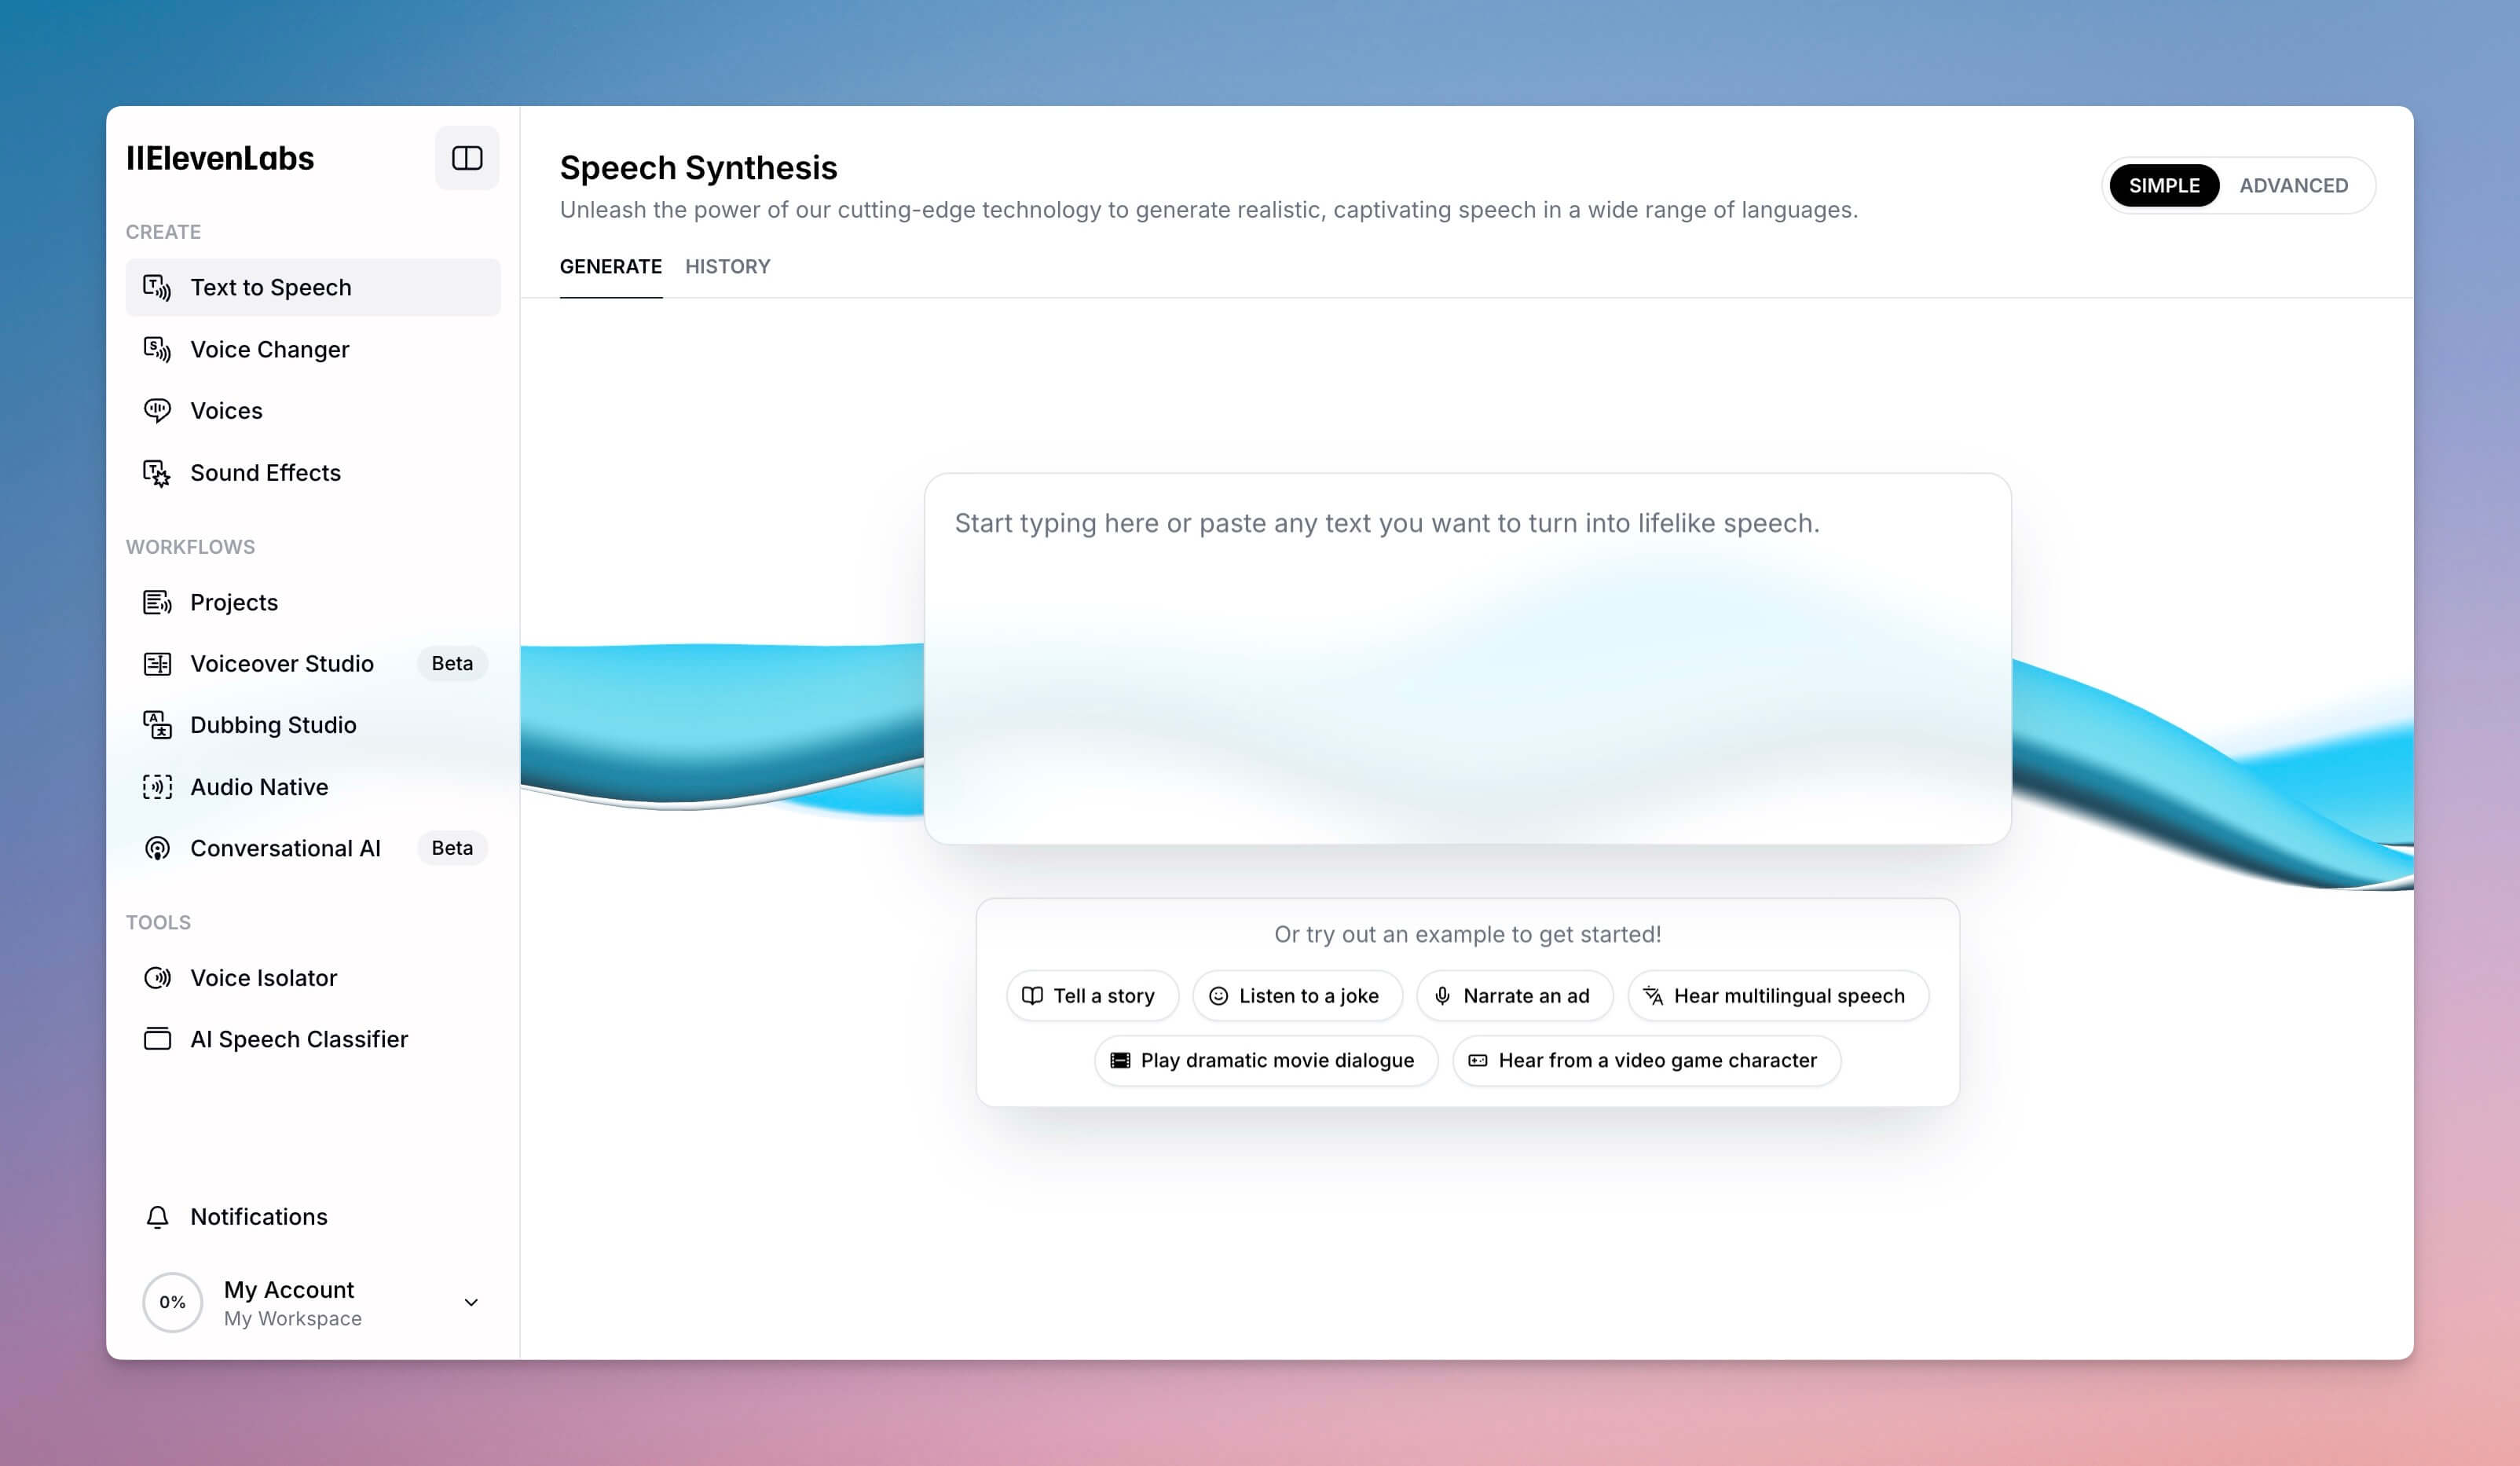 IIElevenLabs
CREATE
Text to Speech
Voice Changer
Voices
Sound Effects
WORKFLOWS
Projects
Voiceover Studio Beta
Dubbing Studio
Audio Native
Conversational AI Beta
TOOLS
Voice Isolator
AI Speech Classifier
Notifications
0%
My Account
My Workspace
Speech Synthesis
Unleash the power of our cutting-edge technology to generate realistic, captivating speech in a wide range of languages.
SIMPLE ADVANCED
GENERATE HISTORY
Start typing here or paste any text you want to turn into lifelike speech.
Or try out an example to get started!
Tell a story Listen to a joke Narrate an ad Hear multilingual speech
Play dramatic movie dialogue Hear from a video game character